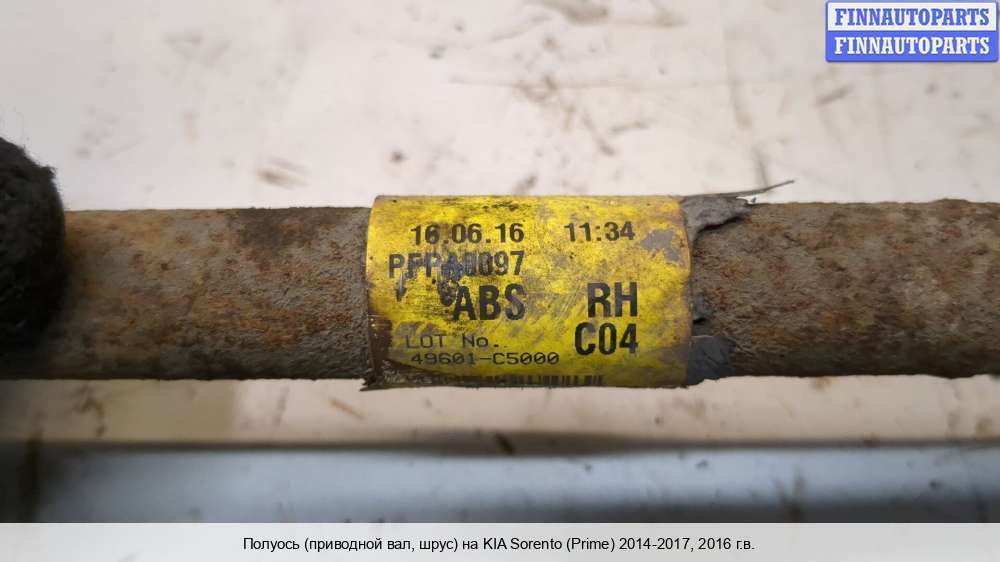 FINNAUTOPARTS
FINNAUTOPARTS
16.06.16 11:34
ABS RH
LOT No. C04
49601-C5000
Полуось (приводной вал, шрус) на KIA Sorento (Prime) 2014-2017, 2016 г.в.